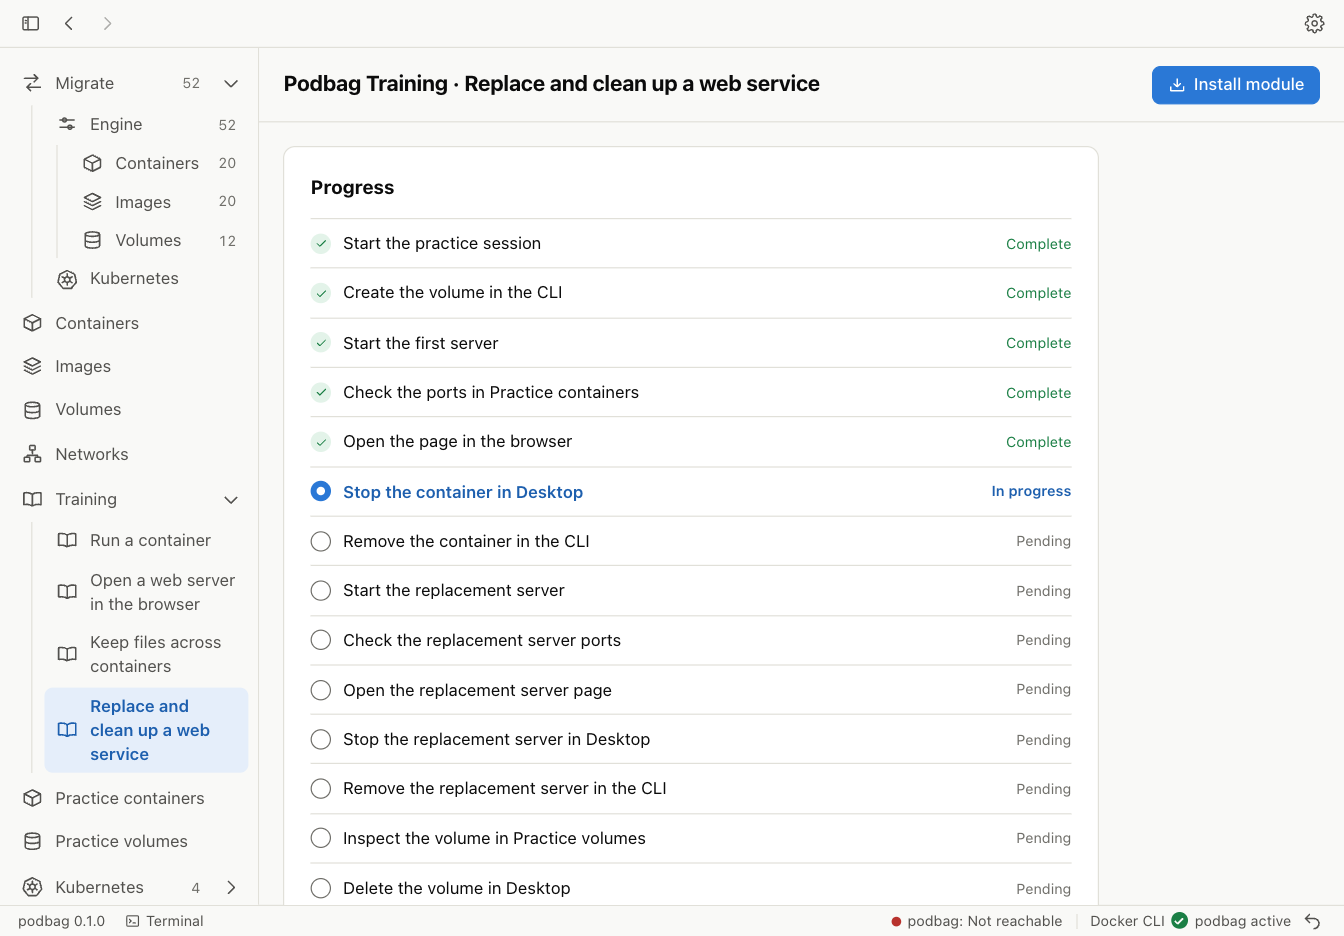 Migrate 52
Engine 52
Containers 20
Images 20
Volumes 12
Kubernetes
Containers
Images
Volumes
Networks
Training
Run a container
Open a web server
in the browser
Keep files across
containers
Replace and
clean up a web
service
Practice containers
Practice volumes
Kubernetes 4
Podbag Training · Replace and clean up a web service
Install module
Progress
Start the practice session Complete
Create the volume in the CLI Complete
Start the first server Complete
Check the ports in Practice containers Complete
Open the page in the browser Complete
Stop the container in Desktop In progress
Remove the container in the CLI Pending
Start the replacement server Pending
Check the replacement server ports Pending
Open the replacement server page Pending
Stop the replacement server in Desktop Pending
Remove the replacement server in the CLI Pending
Inspect the volume in Practice volumes Pending
Delete the volume in Desktop Pending
podbag 0.1.0 Terminal podbag: Not reachable Docker CLI podbag active